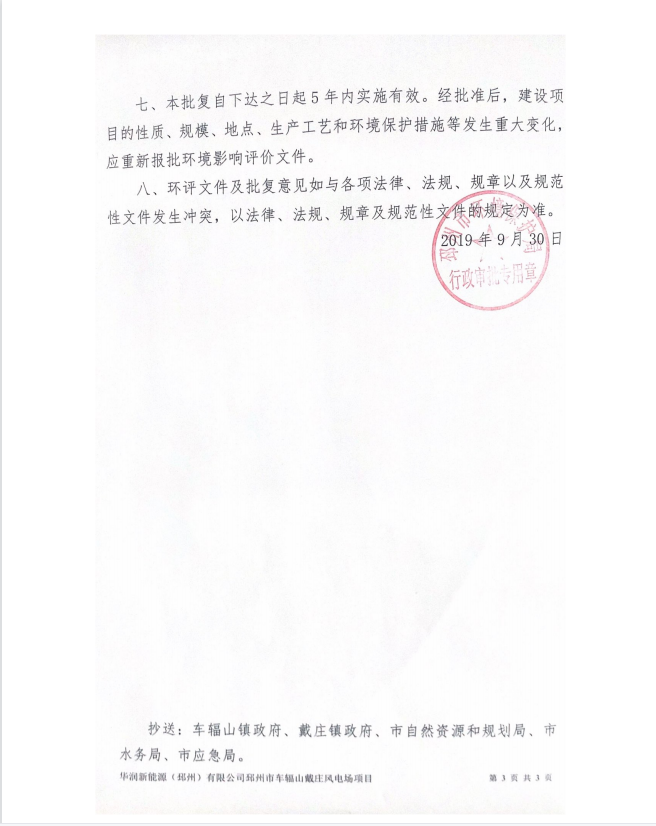 七、本批复自下达之日起 5 年内实施有效。经批准后，建设项
目的性质、规模、地点、生产工艺和环境保护措施等发生重大变化，
应重新报批环境影响评价文件。
八、环评文件及批复意见如与各项法律、法规、规章以及规范
性文件发生冲突，以法律、法规、规章及规范性文件的规定为准。
邳州市环境保护局
2019 年 9 月 30 日
行政审批专用章
抄送：车辐山镇政府、戴庄镇政府、市自然资源和规划局、市
水务局、市应急局。
华润新能源（邳州）有限公司邳州市车辐山戴庄风电场项目
第 3 页 共 3 页